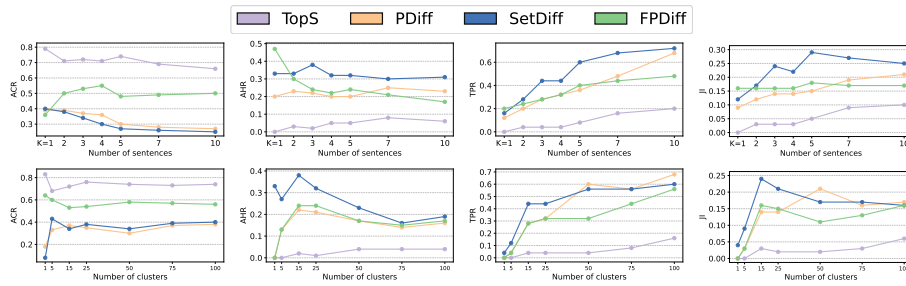 TopS PDiff SetDiff FPDiff
ACR
0.8
0.7
0.6
0.5
0.4
0.3
K=1 2 3 4 5 7 10
Number of sentences
AHR
0.5
0.4
0.3
0.2
0.1
0.0
K=1 2 3 4 5 7 10
Number of sentences
TPR
0.6
0.4
0.2
0.0
K=1 2 3 4 5 7 10
Number of sentences
JI
0.30
0.25
0.20
0.15
0.10
0.05
0.00
K=1 2 3 4 5 7 10
Number of sentences
ACR
0.8
0.6
0.4
0.2
1 5 15 25 50 75 100
Number of clusters
AHR
0.4
0.3
0.2
0.1
0.0
1 5 15 25 50 75 100
Number of clusters
TPR
0.7
0.6
0.5
0.4
0.3
0.2
0.1
0.0
1 5 15 25 50 75 100
Number of clusters
JI
0.25
0.20
0.15
0.10
0.05
0.00
1 5 15 25 50 75 100
Number of clusters